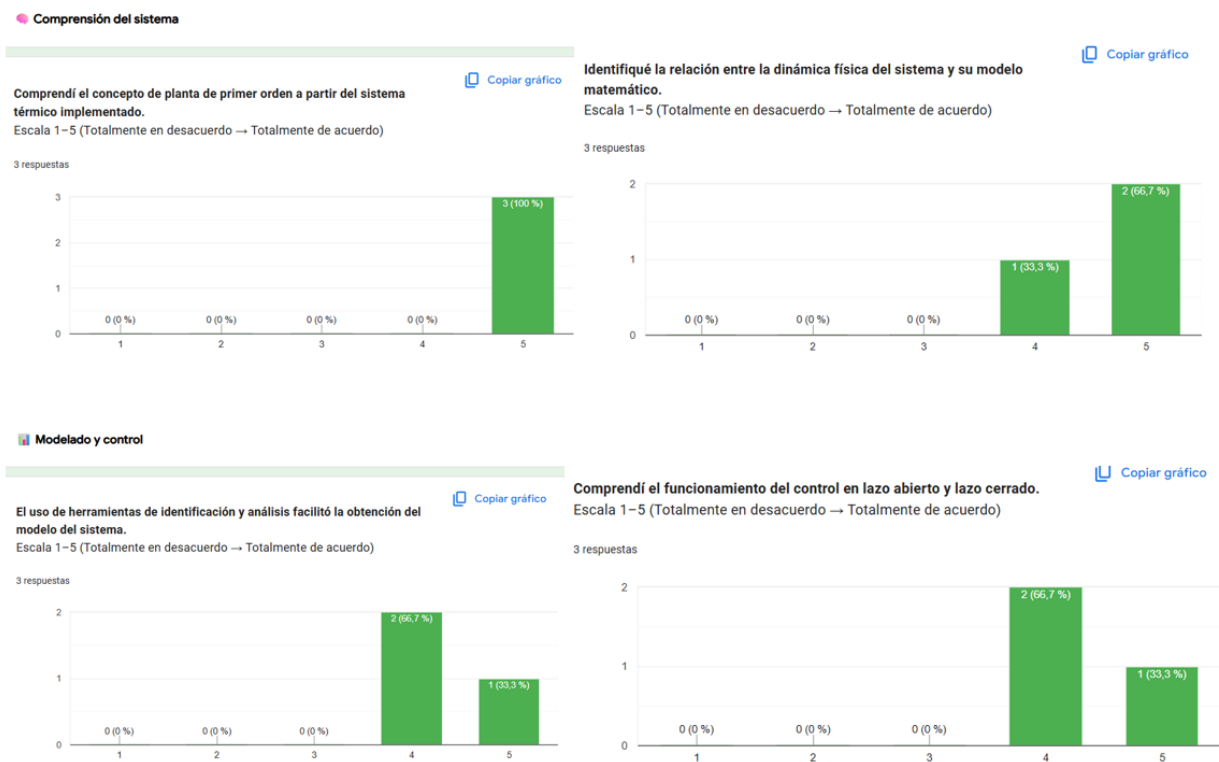 🧠 Comprensión del sistema
Copiar gráfico
Comprendí el concepto de planta de primer orden a partir del sistema
térmico implementado.
Escala 1–5 (Totalmente en desacuerdo → Totalmente de acuerdo)
3 respuestas
3
2
1
0
3 (100 %)
0 (0 %)
0 (0 %)
0 (0 %)
0 (0 %)
1 2 3 4 5
Copiar gráfico
Identifiqué la relación entre la dinámica física del sistema y su modelo
matemático.
Escala 1–5 (Totalmente en desacuerdo → Totalmente de acuerdo)
3 respuestas
2
1
0
2 (66,7 %)
1 (33,3 %)
0 (0 %)
0 (0 %)
0 (0 %)
1 2 3 4 5
📊 Modelado y control
Copiar gráfico
El uso de herramientas de identificación y análisis facilitó la obtención del
modelo del sistema.
Escala 1–5 (Totalmente en desacuerdo → Totalmente de acuerdo)
3 respuestas
2
1
0
2 (66,7 %)
1 (33,3 %)
0 (0 %)
0 (0 %)
0 (0 %)
1 2 3 4 5
Copiar gráfico
Comprendí el funcionamiento del control en lazo abierto y lazo cerrado.
Escala 1–5 (Totalmente en desacuerdo → Totalmente de acuerdo)
3 respuestas
2
1
0
2 (66,7 %)
1 (33,3 %)
0 (0 %)
0 (0 %)
0 (0 %)
1 2 3 4 5